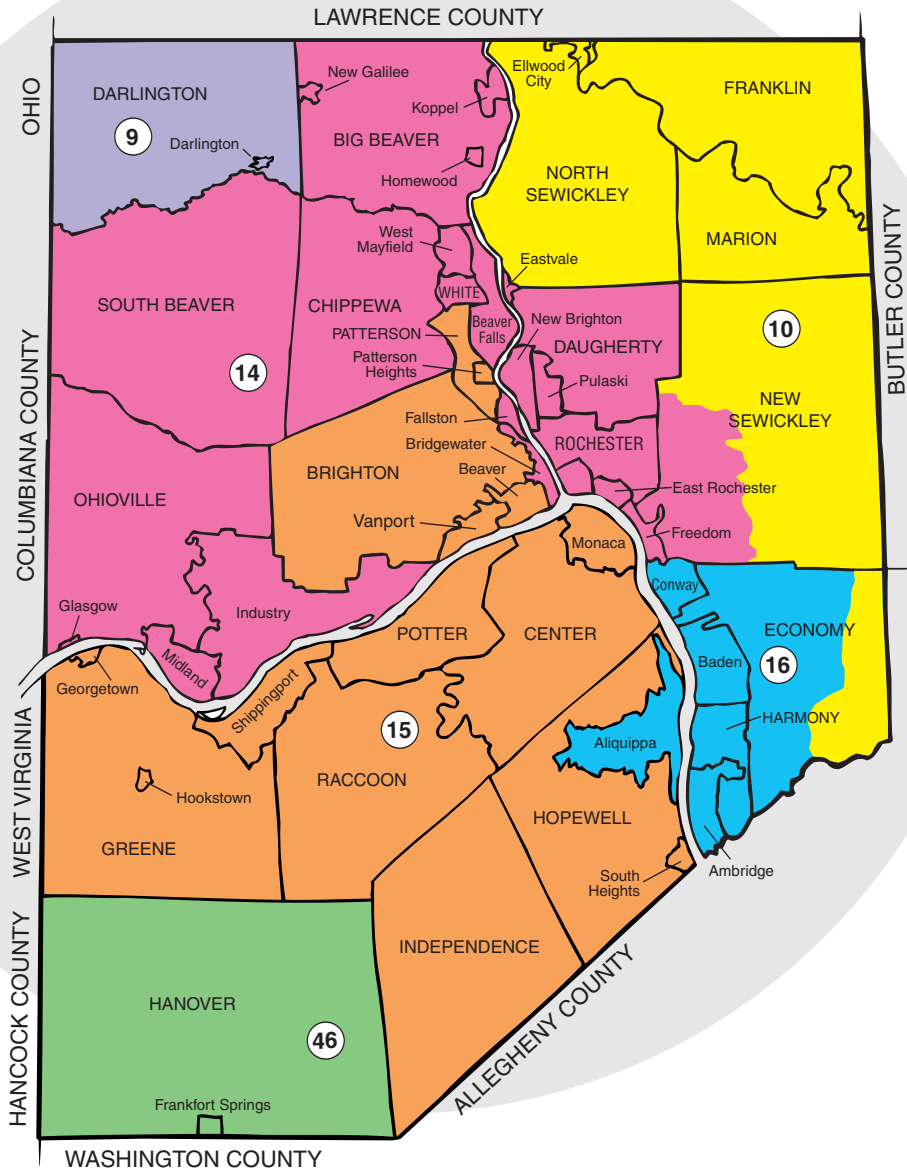 LAWRENCE COUNTY
OHIO
COLUMBIANA COUNTY
WEST VIRGINIA
HANCOCK COUNTY
WASHINGTON COUNTY
ALLEGHENY COUNTY
BUTLER COUNTY
DARLINGTON
9
Darlington
New Galilee
Koppel
BIG BEAVER
Homewood
Ellwood
City
FRANKLIN
NORTH
SEWICKLEY
MARION
West
Mayfield
Eastvale
WHITE
SOUTH BEAVER
CHIPPEWA
14
PATTERSON
Beaver
Falls
New Brighton
DAUGHERTY
10
Patterson
Heights
Pulaski
NEW
SEWICKLEY
Fallston
Bridgewater
ROCHESTER
BRIGHTON
Beaver
East Rochester
OHIOVILLE
Vanport
Freedom
Monaca
Conway
Glasgow
Industry
POTTER
CENTER
ECONOMY
Midland
Baden
16
Georgetown
Shippingport
15
Aliquippa
HARMONY
RACCOON
Hookstown
HOPEWELL
GREENE
South
Heights
Ambridge
INDEPENDENCE
HANOVER
46
Frankfort Springs